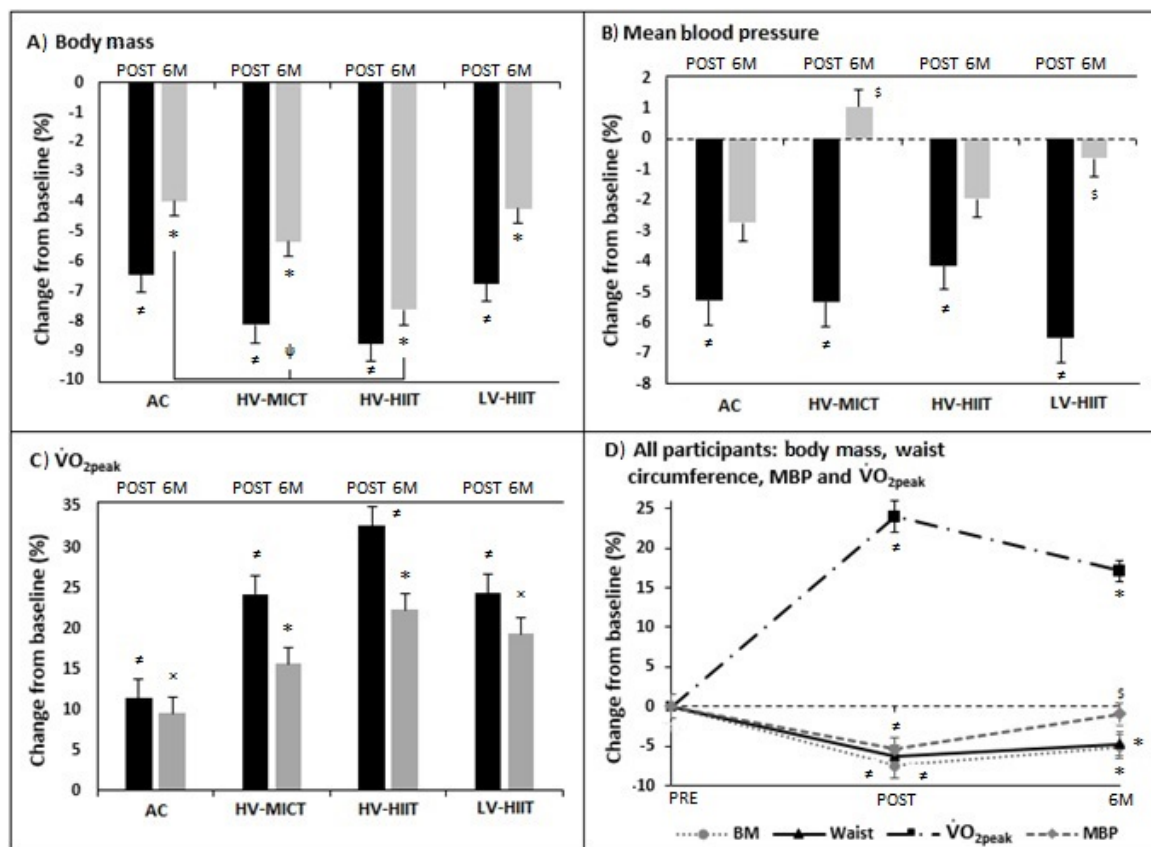 A) Body mass
POST 6M POST 6M POST 6M POST 6M
0
-1
-2
-3
-4
-5
-6
-7
-8
-9
-10
Change from baseline (%)
* * * *
≠ ≠ ≠ ≠
ψ
AC HV-MICT HV-HIIT LV-HIIT
B) Mean blood pressure
POST 6M POST 6M POST 6M POST 6M
2
1
0
-1
-2
-3
-4
-5
-6
-7
-8
Change from baseline (%)
$ $
≠ ≠ ≠ ≠
AC HV-MICT HV-HIIT LV-HIIT
C) V̇O2peak
POST 6M POST 6M POST 6M POST 6M
35
30
25
20
15
10
5
0
Change from baseline (%)
≠ × ≠ * ≠ * ≠ ×
AC HV-MICT HV-HIIT LV-HIIT
D) All participants: body mass, waist
circumference, MBP and V̇O2peak
25
20
15
10
5
0
-5
-10
Change from baseline (%)
≠ *
≠ $
≠ ≠ * *
PRE POST 6M
BM Waist V̇O2peak MBP